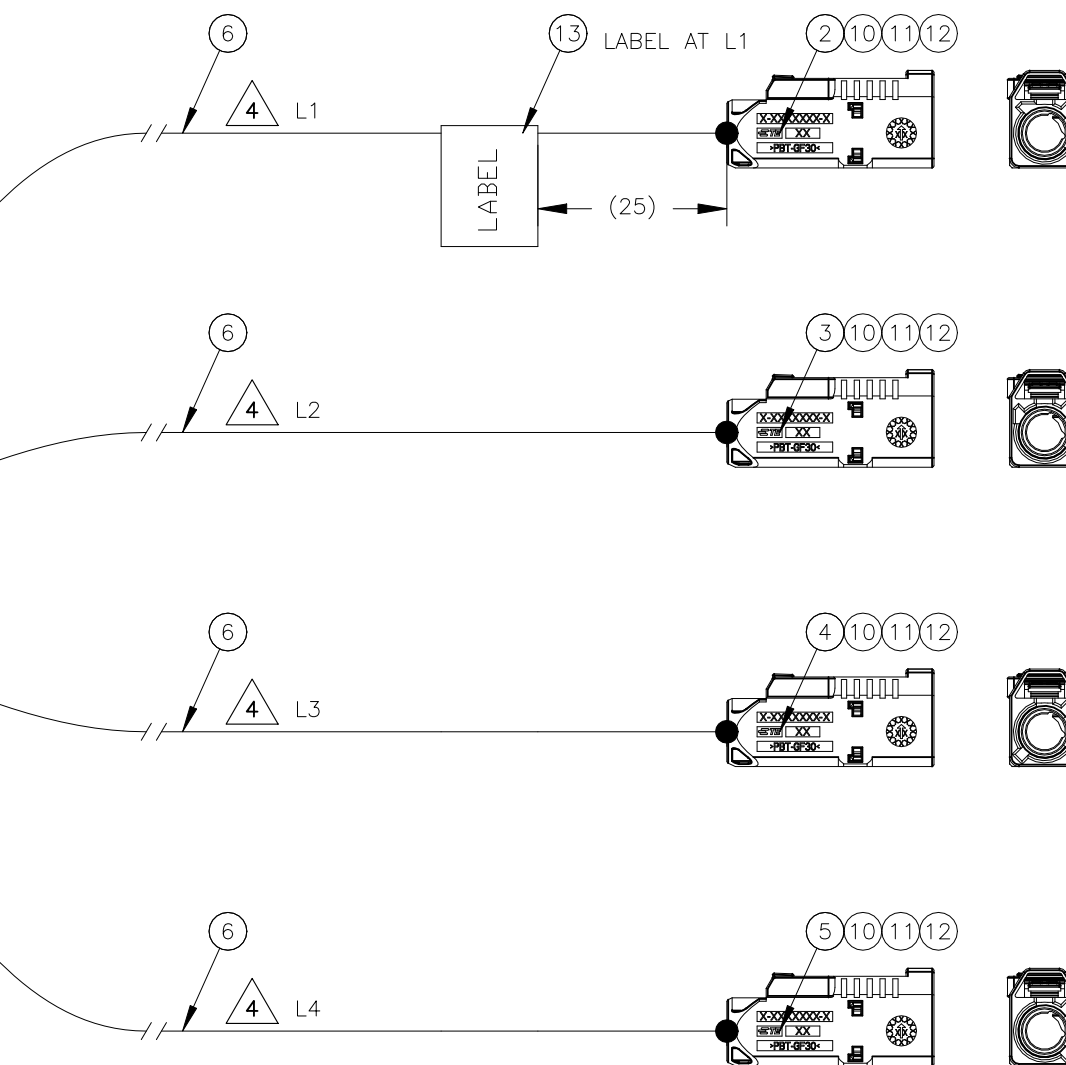 6
13 LABEL AT L1
2 10 11 12
4 L1
LABEL
(25)
X-XXXXXXX-X
XX
>PBT-GF30<
6
3 10 11 12
4 L2
X-XXXXXXX-X
XX
>PBT-GF30<
6
4 10 11 12
4 L3
X-XXXXXXX-X
XX
>PBT-GF30<
6
5 10 11 12
4 L4
X-XXXXXXX-X
XX
>PBT-GF30<